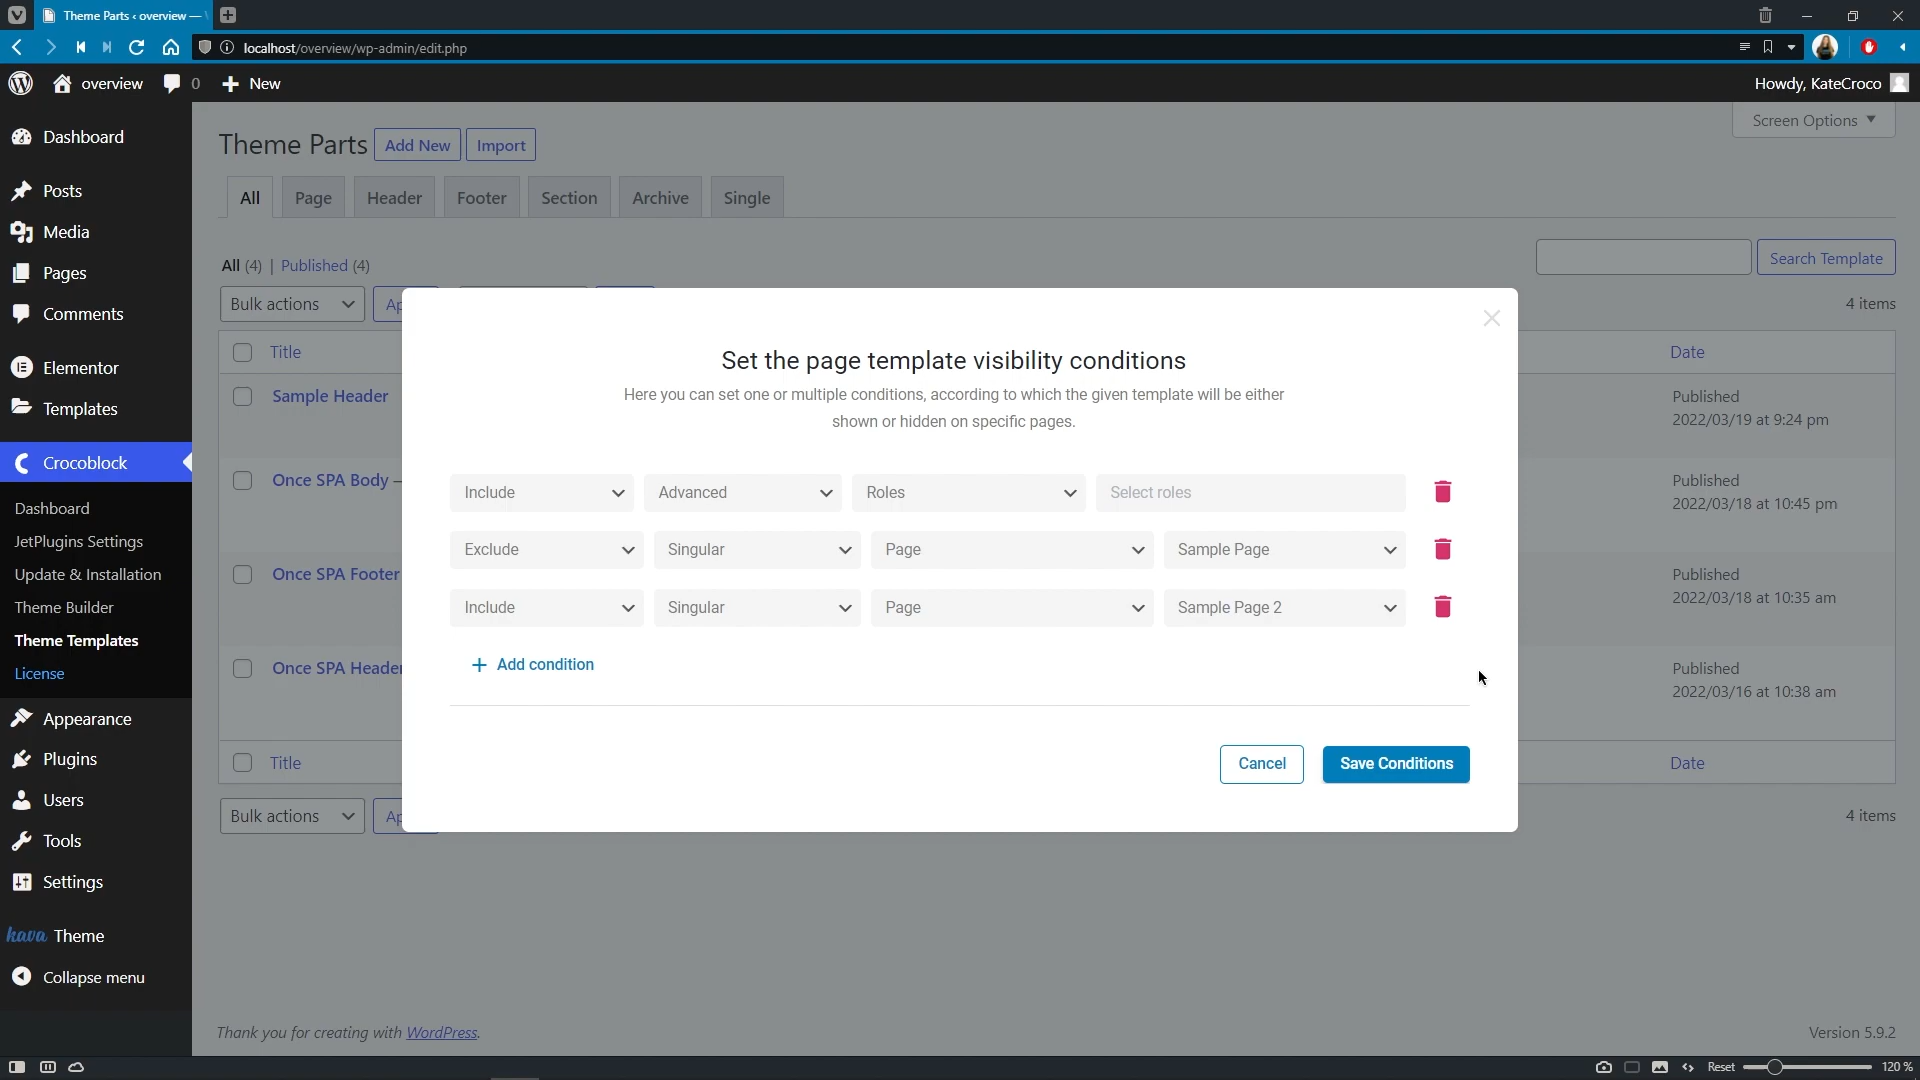 Theme Parts ‹ overview —
localhost/overview/wp-admin/edit.php
overview
0
New
Howdy, KateCroco
Dashboard
Posts
Media
Pages
Comments
Elementor
Templates
Crocoblock
Dashboard
JetPlugins Settings
Update & Installation
Theme Builder
Theme Templates
License
Appearance
Plugins
Users
Tools
Settings
kava Theme
Collapse menu
Screen Options
Theme Parts
Add New
Import
All
Page
Header
Footer
Section
Archive
Single
All (4) | Published (4)
Search Template
Bulk actions
Ap
4 items
Title
Date
Sample Header
Published
2022/03/19 at 9:24 pm
Once SPA Body —
Published
2022/03/18 at 10:45 pm
Once SPA Footer
Published
2022/03/18 at 10:35 am
Once SPA Header
Published
2022/03/16 at 10:38 am
Title
Date
Bulk actions
Ap
4 items
Set the page template visibility conditions
Here you can set one or multiple conditions, according to which the given template will be either
shown or hidden on specific pages.
Include
Advanced
Roles
Select roles
Exclude
Singular
Page
Sample Page
Include
Singular
Page
Sample Page 2
Add condition
Cancel
Save Conditions
Thank you for creating with WordPress.
Version 5.9.2
Reset
120 %